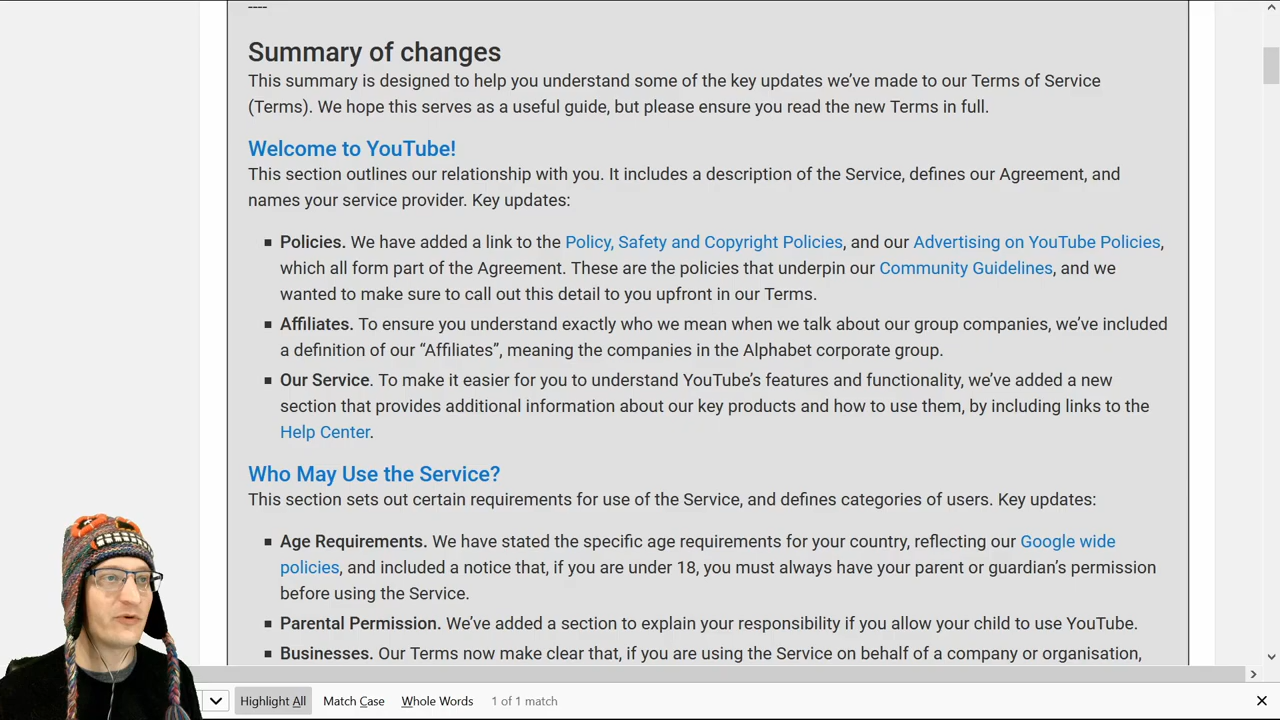 ----
Summary of changes
This summary is designed to help you understand some of the key updates we’ve made to our Terms of Service
(Terms). We hope this serves as a useful guide, but please ensure you read the new Terms in full.
Welcome to YouTube!
This section outlines our relationship with you. It includes a description of the Service, defines our Agreement, and
names your service provider. Key updates:
▪ Policies. We have added a link to the Policy, Safety and Copyright Policies, and our Advertising on YouTube Policies,
which all form part of the Agreement. These are the policies that underpin our Community Guidelines, and we
wanted to make sure to call out this detail to you upfront in our Terms.
▪ Affiliates. To ensure you understand exactly who we mean when we talk about our group companies, we’ve included
a definition of our “Affiliates”, meaning the companies in the Alphabet corporate group.
▪ Our Service. To make it easier for you to understand YouTube’s features and functionality, we’ve added a new
section that provides additional information about our key products and how to use them, by including links to the
Help Center.
Who May Use the Service?
This section sets out certain requirements for use of the Service, and defines categories of users. Key updates:
▪ Age Requirements. We have stated the specific age requirements for your country, reflecting our Google wide
policies, and included a notice that, if you are under 18, you must always have your parent or guardian’s permission
before using the Service.
▪ Parental Permission. We’ve added a section to explain your responsibility if you allow your child to use YouTube.
▪ Businesses. Our Terms now make clear that, if you are using the Service on behalf of a company or organisation,
Highlight All Match Case Whole Words 1 of 1 match